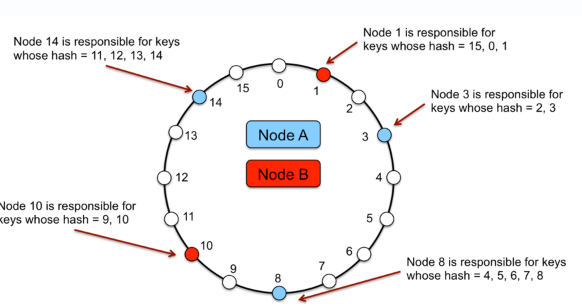 Node 14 is responsible for keys
whose hash = 11, 12, 13, 14
Node 1 is responsible for
keys whose hash = 15, 0, 1
Node 3 is responsible for
keys whose hash = 2, 3
Node 8 is responsible for keys
whose hash = 4, 5, 6, 7, 8
Node 10 is responsible for
keys whose hash = 9, 10
Node A
Node B
0
1
2
3
4
5
6
7
8
9
10
11
12
13
14
15